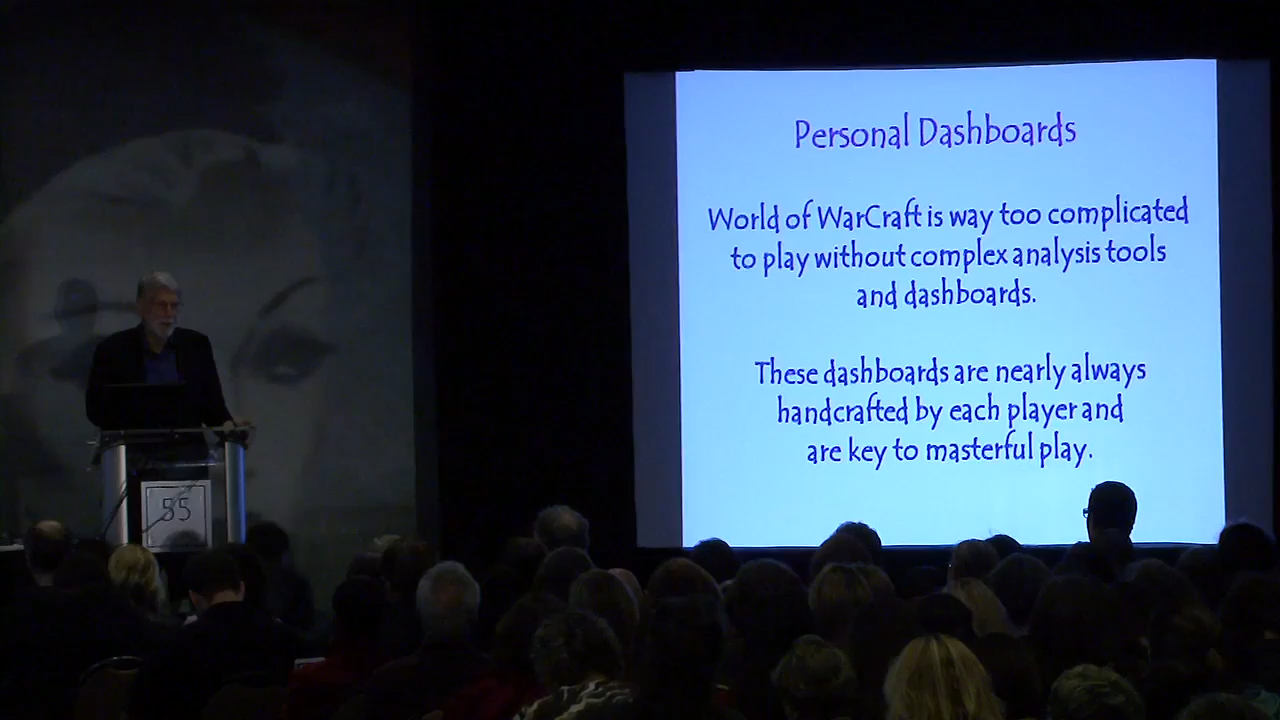 Personal Dashboards
World of WarCraft is way too complicated
to play without complex analysis tools
and dashboards.
These dashboards are nearly always
handcrafted by each player and
are key to masterful play.
55